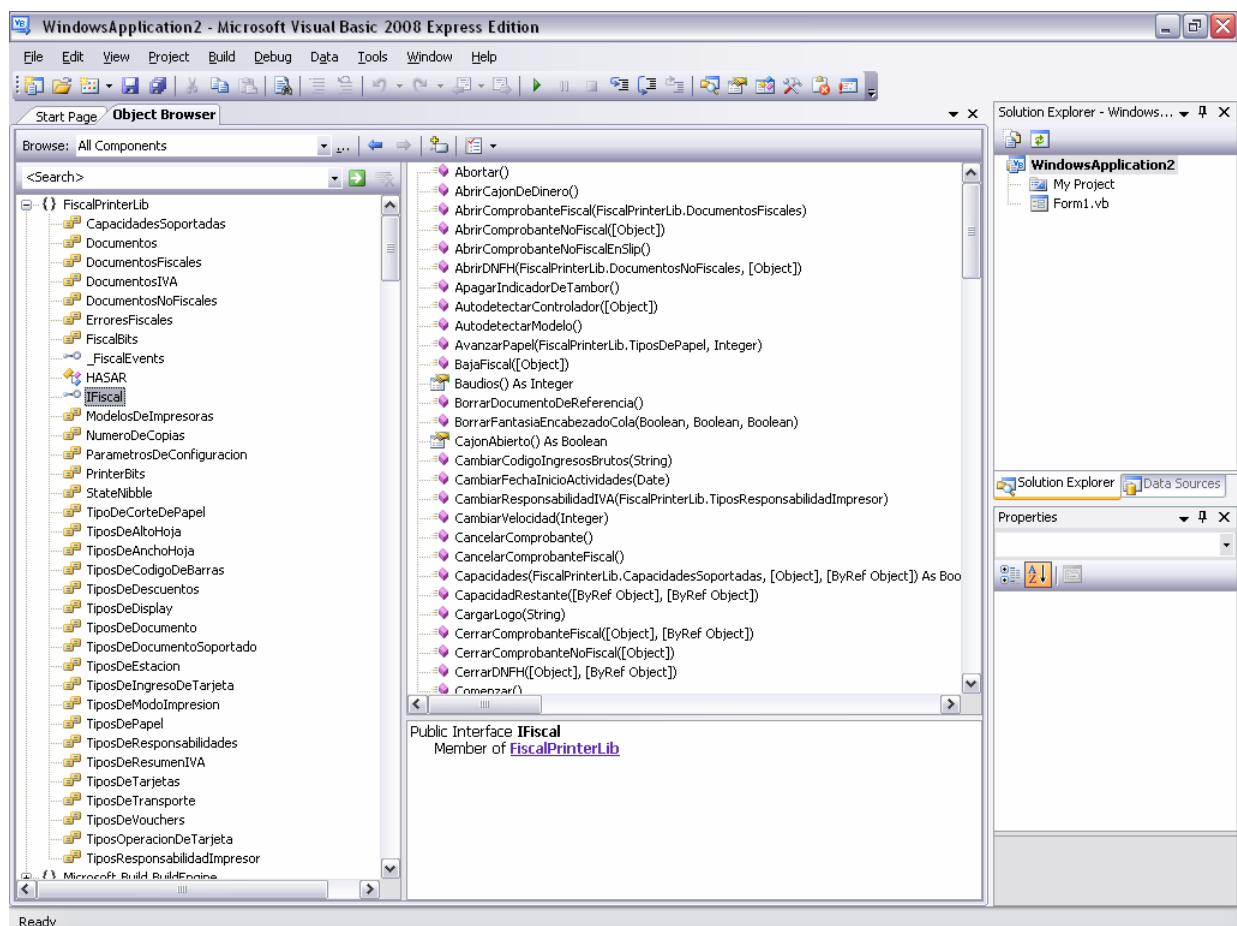 WindowsApplication2 - Microsoft Visual Basic 2008 Express Edition
File Edit View Project Build Debug Data Tools Window Help
Start Page Object Browser
Browse: All Components
<Search>
FiscalPrinterLib
CapacidadesSoportadas
Documentos
DocumentosFiscales
DocumentosIVA
DocumentosNoFiscales
ErroresFiscales
FiscalBits
_FiscalEvents
HASAR
IFiscal
ModelosDeImpresoras
NumeroDeCopias
ParametrosDeConfiguracion
PrinterBits
StateNibble
TipoDeCorteDePapel
TiposDeAltoHoja
TiposDeAnchoHoja
TiposDeCodigoDeBarras
TiposDeDescuentos
TiposDeDisplay
TiposDeDocumento
TiposDeDocumentoSoportado
TiposDeEstacion
TiposDeIngresoDeTarjeta
TiposDeModoImpresion
TiposDePapel
TiposDeResponsabilidades
TiposDeResumenIVA
TiposDeTarjetas
TiposDeTransporte
TiposDeVouchers
TiposOperacionDeTarjeta
TiposResponsabilidadImpresor
Microsoft.Build.BuildEngine
Abortar()
AbrirCajonDeDinero()
AbrirComprobanteFiscal(FiscalPrinterLib.DocumentosFiscales)
AbrirComprobanteNoFiscal([Object])
AbrirComprobanteNoFiscalEnSlip()
AbrirDNFH(FiscalPrinterLib.DocumentosNoFiscales, [Object])
ApagarIndicadorDeTambor()
AutodetectarControlador([Object])
AutodetectarModelo()
AvanzarPapel(FiscalPrinterLib.TiposDePapel, Integer)
BajaFiscal([Object])
Baudios() As Integer
BorrarDocumentoDeReferencia()
BorrarFantasiaEncabezadoCola(Boolean, Boolean, Boolean)
CajonAbierto() As Boolean
CambiarCodigoIngresosBrutos(String)
CambiarFechaInicioActividades(Date)
CambiarResponsabilidadIVA(FiscalPrinterLib.TiposResponsabilidadImpresor)
CambiarVelocidad(Integer)
CancelarComprobante()
CancelarComprobanteFiscal()
Capacidades(FiscalPrinterLib.CapacidadesSoportadas, [Object], [ByRef Object]) As Boo
CapacidadRestante([ByRef Object], [ByRef Object])
CargarLogo(String)
CerrarComprobanteFiscal([Object], [ByRef Object])
CerrarComprobanteNoFiscal([Object])
CerrarDNFH([Object], [ByRef Object])
Comenzar()
Public Interface IFiscal
Member of FiscalPrinterLib
Solution Explorer - Windows...
WindowsApplication2
My Project
Form1.vb
Solution Explorer Data Sources
Properties
Ready